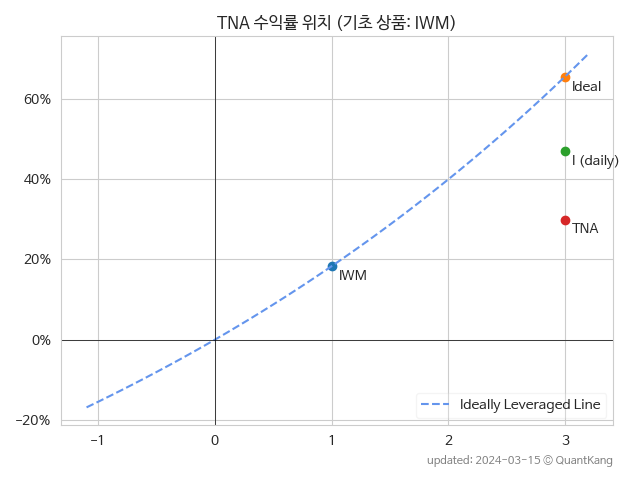 TNA 수익률 위치 (기초 상품: IWM)
60%
40%
20%
0%
−20%
Ideal
I (daily)
TNA
IWM
Ideally Leveraged Line
−1
0
1
2
3
updated: 2024-03-15 © QuantKang